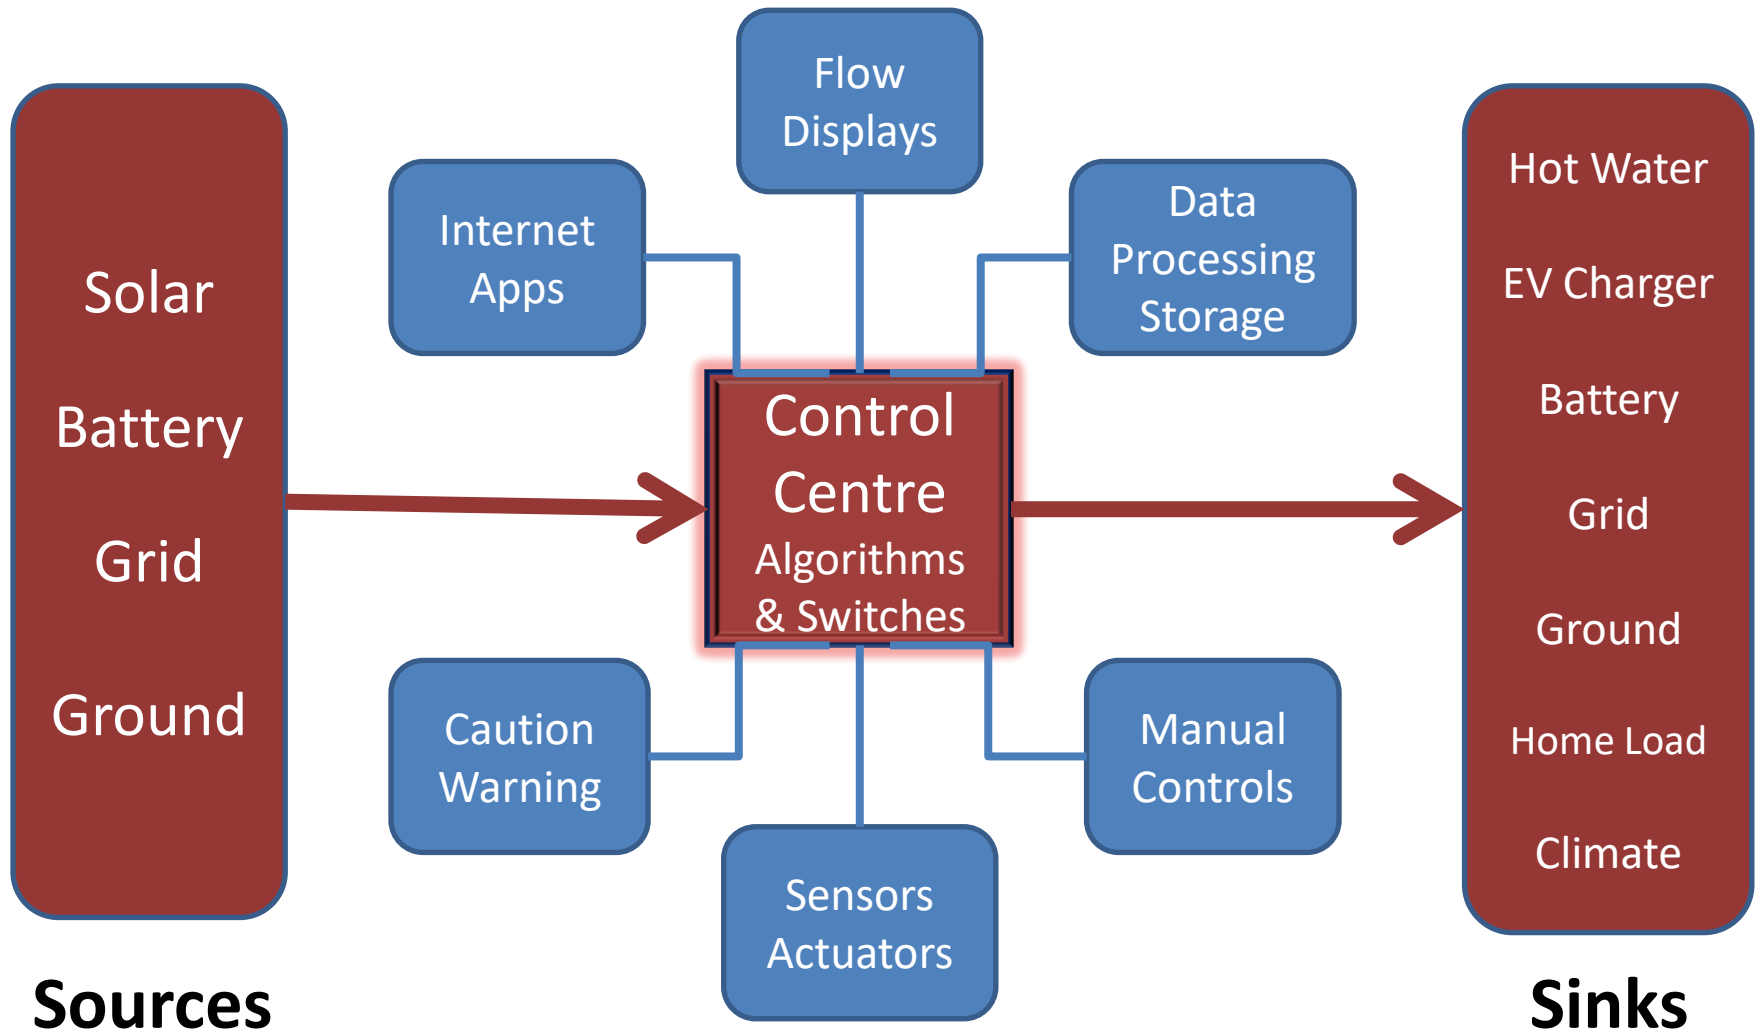 Solar
Battery
Grid
Ground
Sources
Internet
Apps
Flow
Displays
Data
Processing
Storage
Control
Centre
Algorithms
& Switches
Caution
Warning
Sensors
Actuators
Manual
Controls
Hot Water
EV Charger
Battery
Grid
Ground
Home Load
Climate
Sinks